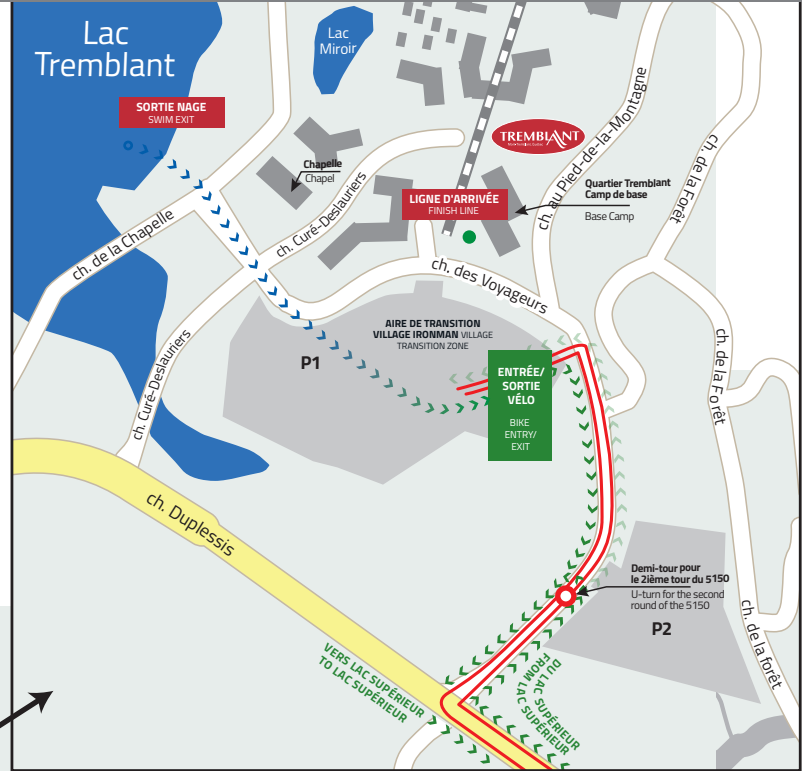 Lac
Tremblant
Lac
Miroir
SORTIE NAGE
SWIM EXIT
TREMBLANT
Chapelle
Chapel
LIGNE D'ARRIVÉE
FINISH LINE
Quartier Tremblant
Camp de base
Base Camp
ch. au Pied-de-la-Montagne
ch. de la Forêt
ch. de la Chapelle
ch. Curé-Deslauriers
ch. des Voyageurs
AIRE DE TRANSITION
VILLAGE IRONMAN VILLAGE
TRANSITION ZONE
P1
ENTRÉE/
SORTIE
VÉLO
BIKE
ENTRY/
EXIT
ch. de la Forêt
ch. Curé-Deslauriers
ch. Duplessis
Demi-tour pour
le 2ième tour du 5150
U-turn for the second
round of the 5150
P2
ch. de la forêt
VERS LAC SUPÉRIEUR
TO LAC SUPÉRIEUR
DU LAC SUPÉRIEUR
FROM LAC SUPÉRIEUR